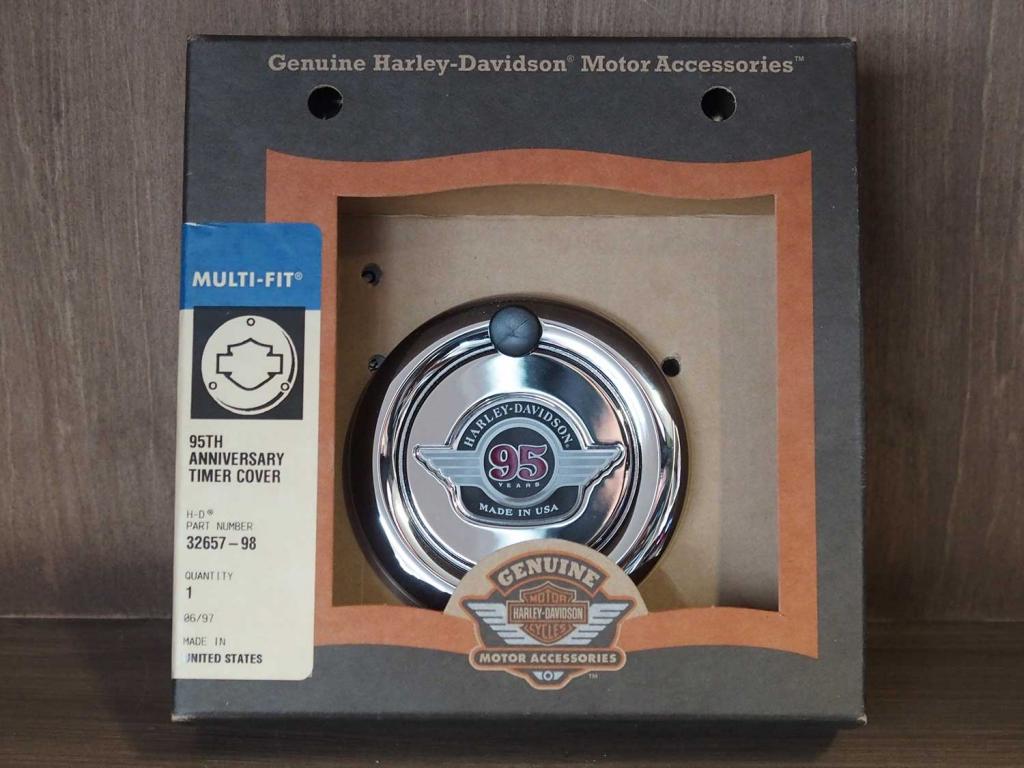 Genuine Harley-Davidson® Motor Accessories™
MULTI-FIT®
95TH
ANNIVERSARY
TIMER COVER
H-D®
PART NUMBER
32657-98
QUANTITY
1
06/97
MADE IN
UNITED STATES
HARLEY-DAVIDSON®
95
YEARS
MADE IN USA
GENUINE
MOTOR
HARLEY-DAVIDSON
CYCLES
MOTOR ACCESSORIES
™